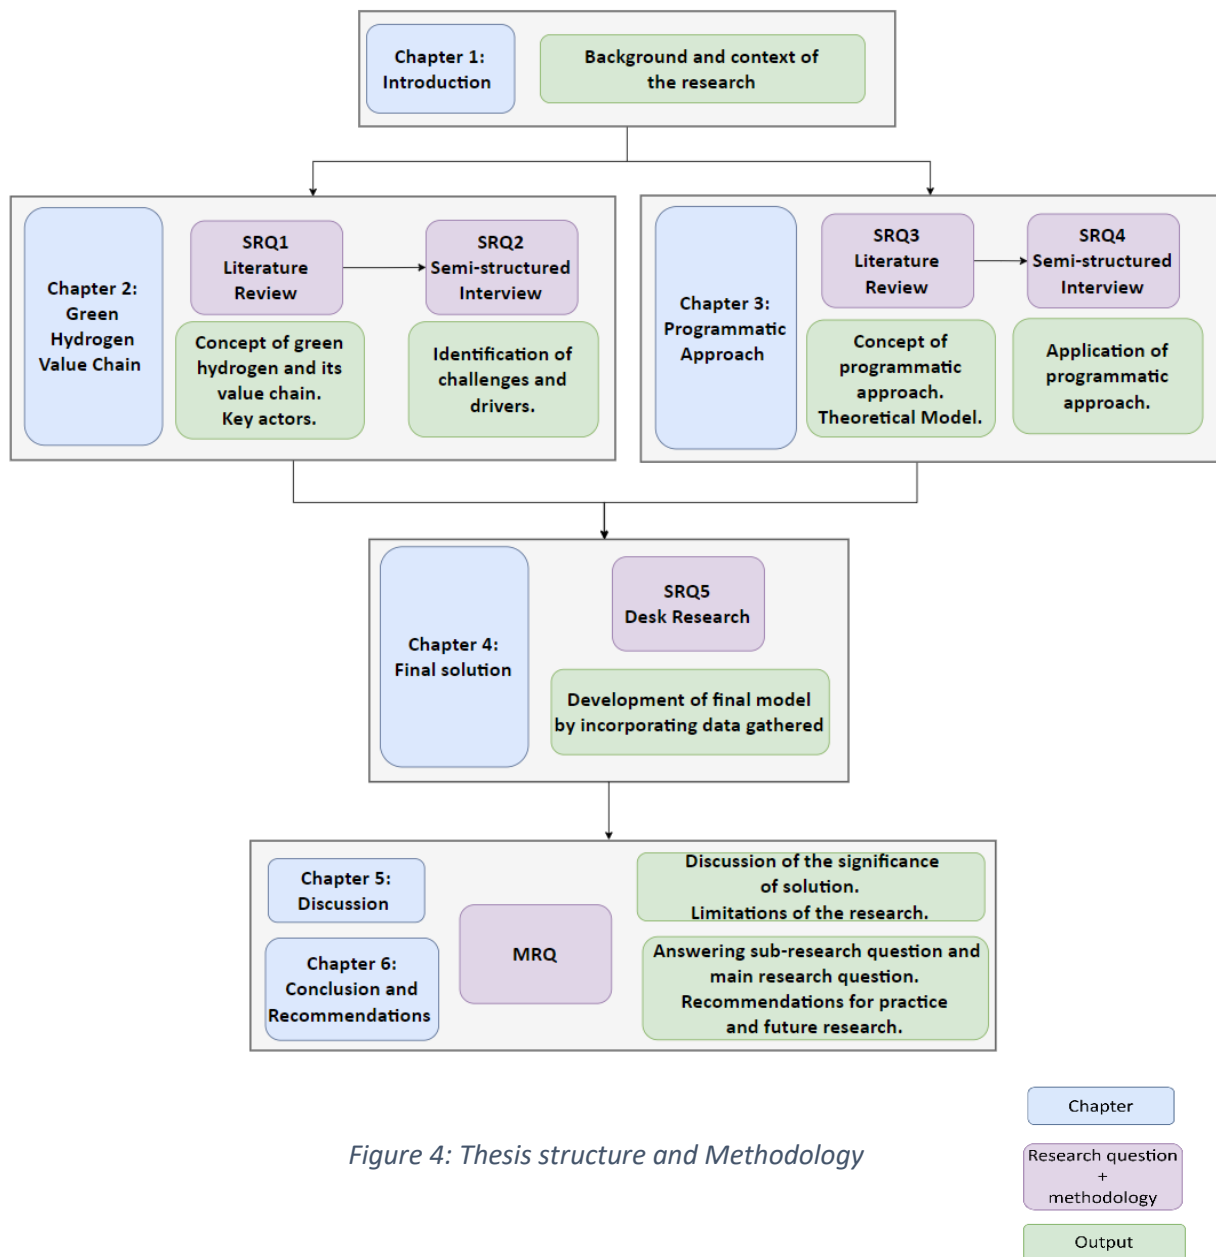 Chapter 1:
Introduction
Background and context of
the research
Chapter 2:
Green
Hydrogen
Value Chain
SRQ1
Literature
Review
SRQ2
Semi-structured
Interview
Concept of green
hydrogen and its
value chain.
Key actors.
Identification of
challenges and
drivers.
Chapter 3:
Programmatic
Approach
SRQ3
Literature
Review
SRQ4
Semi-structured
Interview
Concept of
programmatic
approach.
Theoretical Model.
Application of
programmatic
approach.
Chapter 4:
Final solution
SRQ5
Desk Research
Development of final model
by incorporating data gathered
Chapter 5:
Discussion
Chapter 6:
Conclusion and
Recommendations
MRQ
Discussion of the significance
of solution.
Limitations of the research.
Answering sub-research question and
main research question.
Recommendations for practice
and future research.
Figure 4: Thesis structure and Methodology
Chapter
Research question
+
methodology
Output